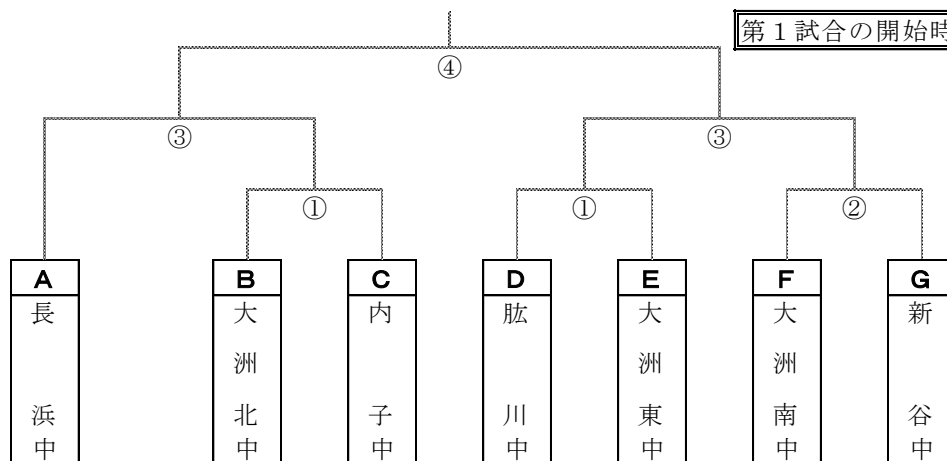 第1試合の開始時
④
③ ③
① ① ②
A B C D E F G
長浜中
大洲北中
内子中
肱川中
大洲東中
大洲南中
新谷中